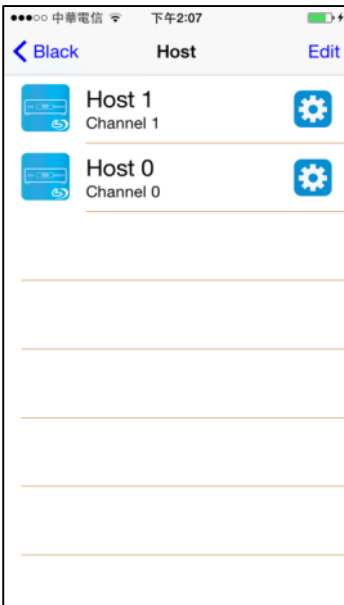 中華電信 下午2:07
Black Host Edit
Host 1
Channel 1
Host 0
Channel 0